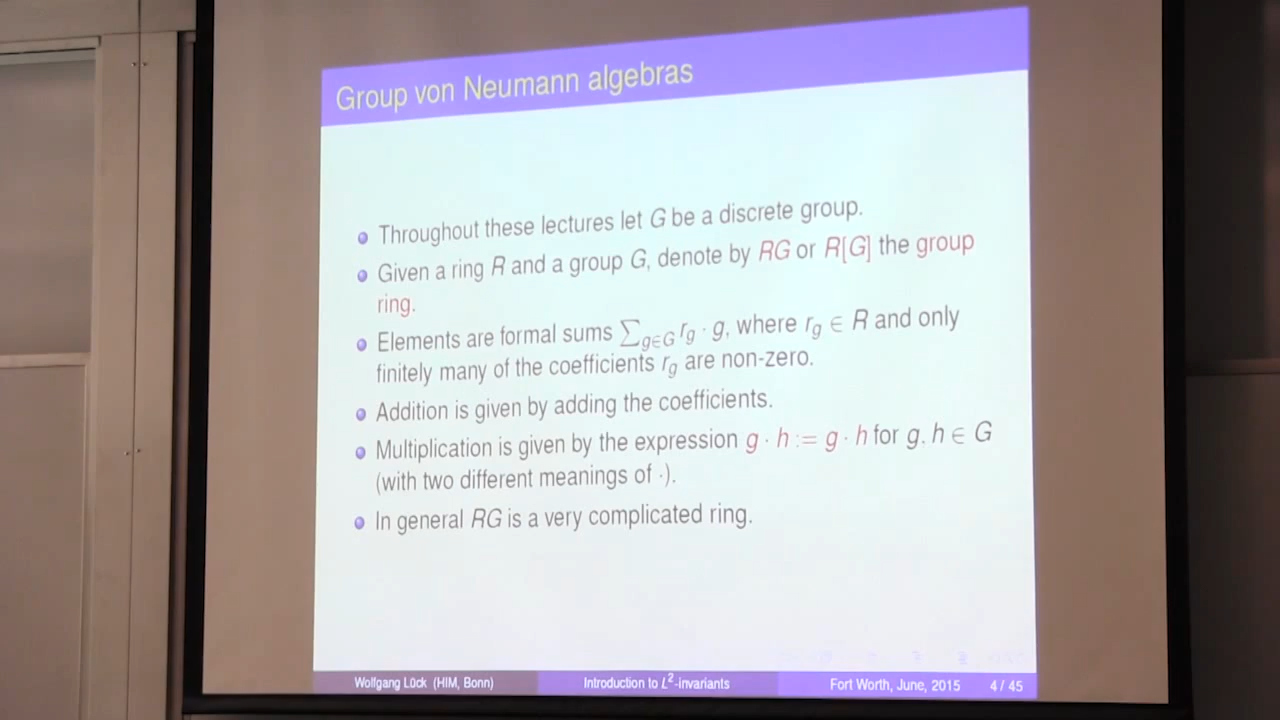 Group von Neumann algebras
Throughout these lectures let G be a discrete group.
Given a ring R and a group G, denote by RG or R[G] the group
ring.
Elements are formal sums ∑g∈G rg · g, where rg ∈ R and only
finitely many of the coefficients rg are non-zero.
Addition is given by adding the coefficients.
Multiplication is given by the expression g · h := g · h for g, h ∈ G
(with two different meanings of ·).
In general RG is a very complicated ring.
Wolfgang Lück (HIM, Bonn) Introduction to L²-invariants Fort Worth, June, 2015 4 / 45